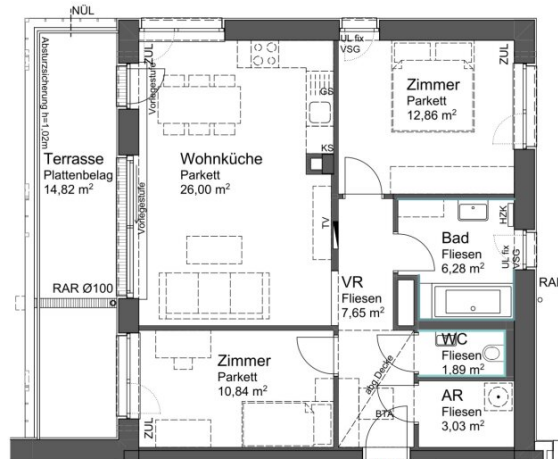 NÜL
ZUL
UL fix
VSG
ZUL
Absturzsicherung h=1,02m
Vorlegestufe
GS
Zimmer
Parkett
12,86 m²
Terrasse
Plattenbelag
14,82 m²
Wohnküche
Parkett
26,00 m²
KS
Vorlegestufe
TV
HZK
Bad
Fliesen
6,28 m²
UL fix
VSG
RAR Ø100
VR
Fliesen
7,65 m²
RAR
Zimmer
Parkett
10,84 m²
WC
Fliesen
1,89 m²
abg Decke
ZUL
BTA
AR
Fliesen
3,03 m²